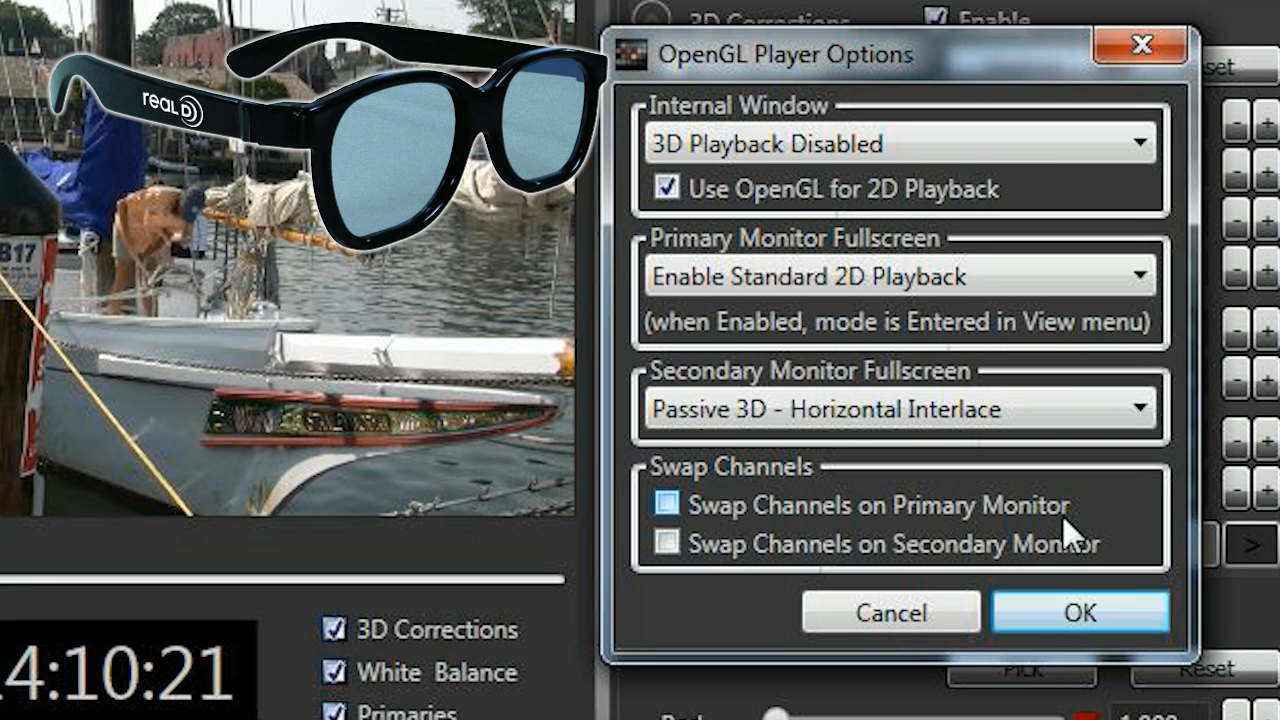 3D Corrections
Enable
OpenGL Player Options
Reset
Internal Window
3D Playback Disabled
Use OpenGL for 2D Playback
Primary Monitor Fullscreen
Enable Standard 2D Playback
(when Enabled, mode is Entered in View menu)
Secondary Monitor Fullscreen
Passive 3D - Horizontal Interlace
Swap Channels
Swap Channels on Primary Monitor
Swap Channels on Secondary Monitor
Cancel
OK
Pick
Reset
reaL D
B17
4:10:21
3D Corrections
White Balance
Primaries